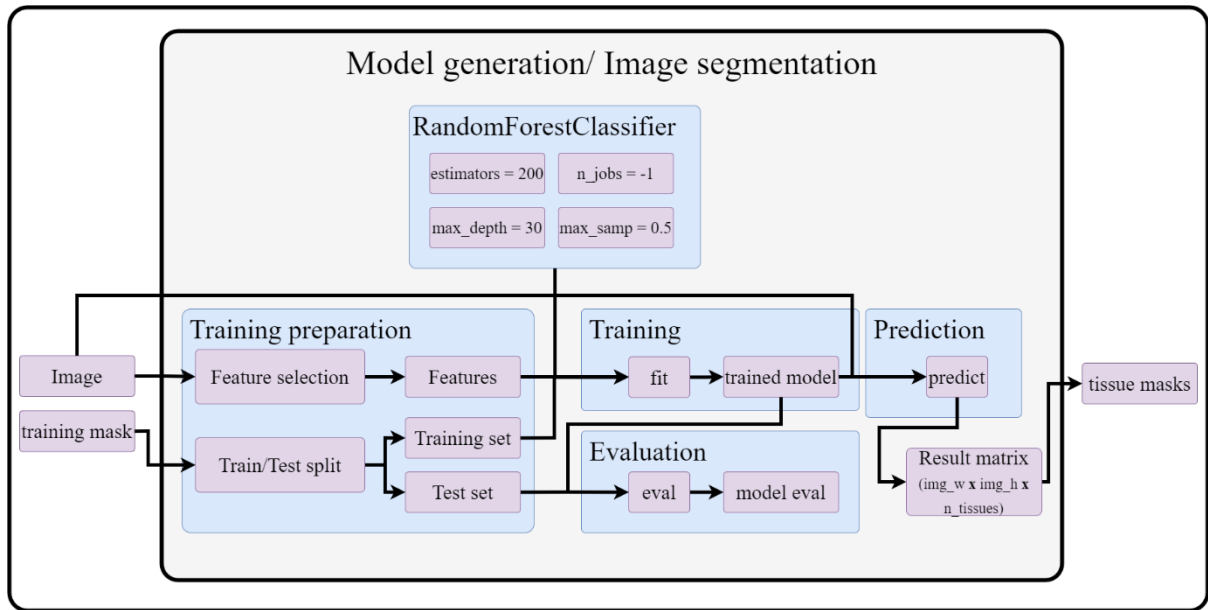 Model generation/ Image segmentation
RandomForestClassifier
estimators = 200
n_jobs = -1
max_depth = 30
max_samp = 0.5
Training preparation
Training
Prediction
Image
Feature selection
Features
fit
trained model
predict
tissue masks
training mask
Train/Test split
Training set
Test set
Evaluation
eval
model eval
Result matrix
(img_w x img_h x
n_tissues)